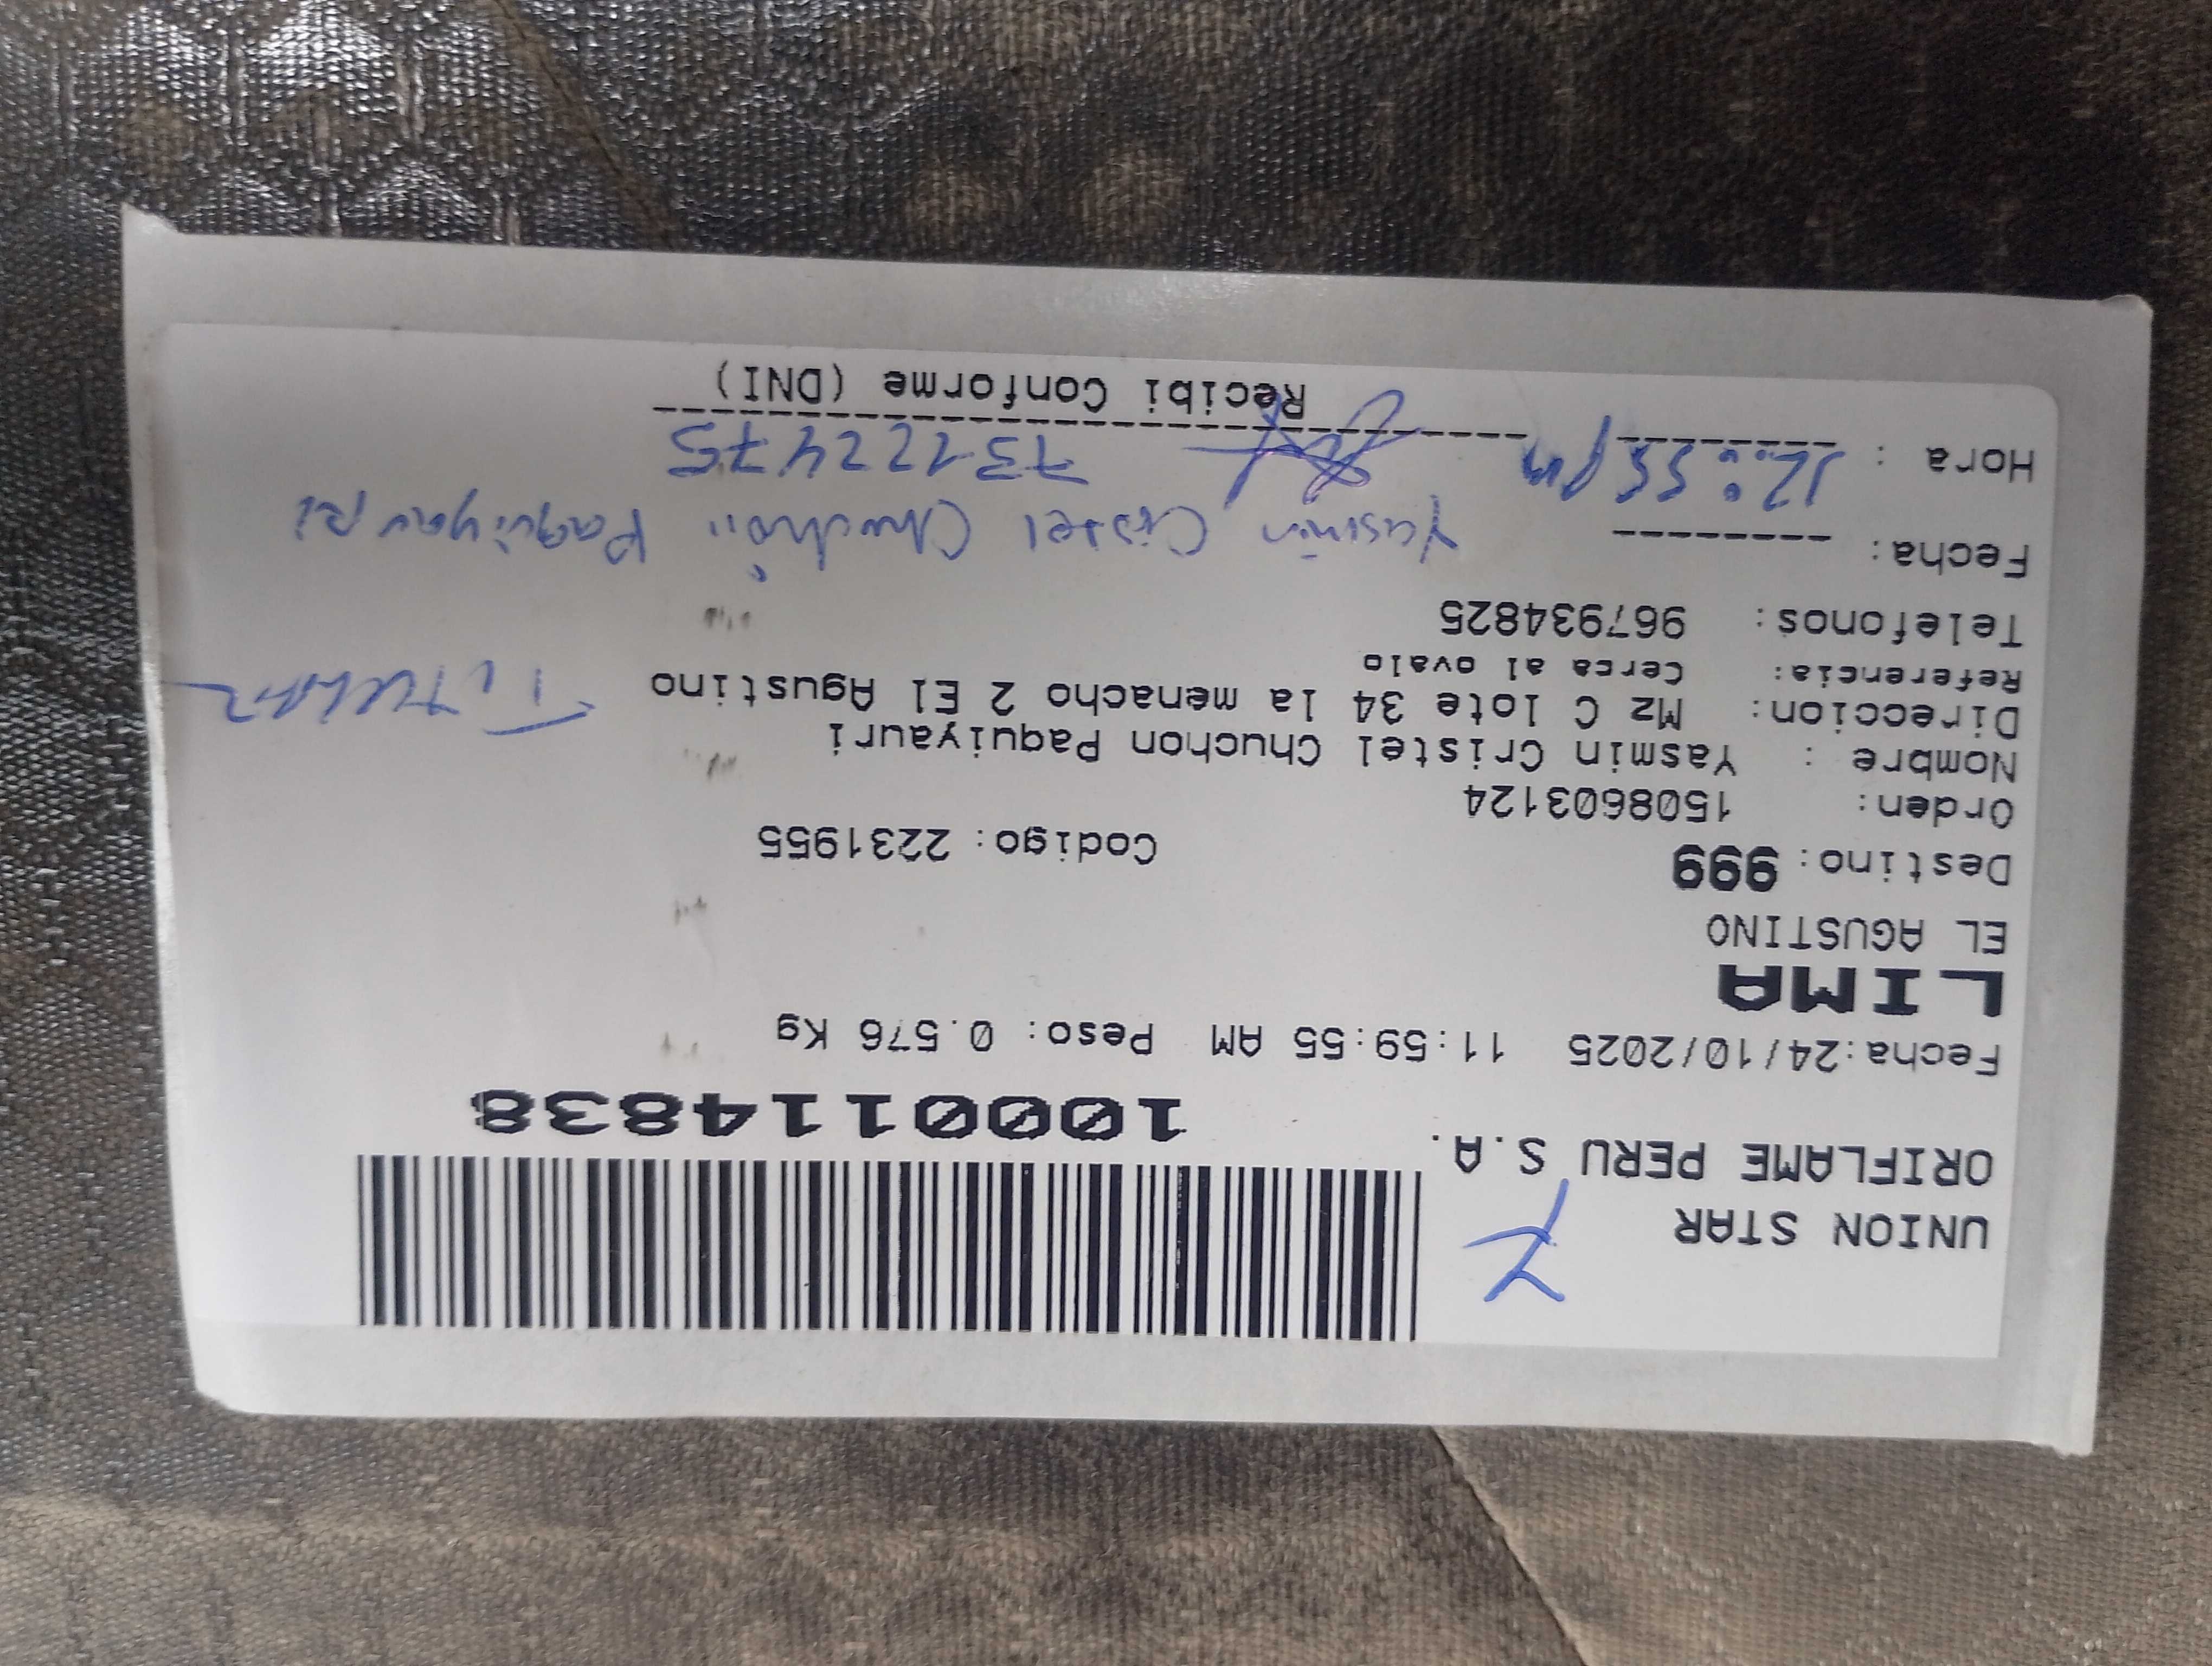 UNION STAR
ORIFLAME PERU S.A.
1000114838
Fecha:24/10/2025 11:59:55 AM Peso: 0.576 Kg
LIMA
EL AGUSTINO
Destino: 999 Codigo: 2231955
Orden: 1508603124
Nombre : Yasmin Cristel Chuchon Paquiyauri
Direccion: Mz C lote 34 la menacho 2 El Agustino
Referencia: Cerca al ovalo
TiTULAR
Telefonos: 967934825
Fecha: --------
Yasmin Cristel Chuchón Paquiyauri
Hora : 12:55 pm 73122475
Recibi Conforme (DNI)